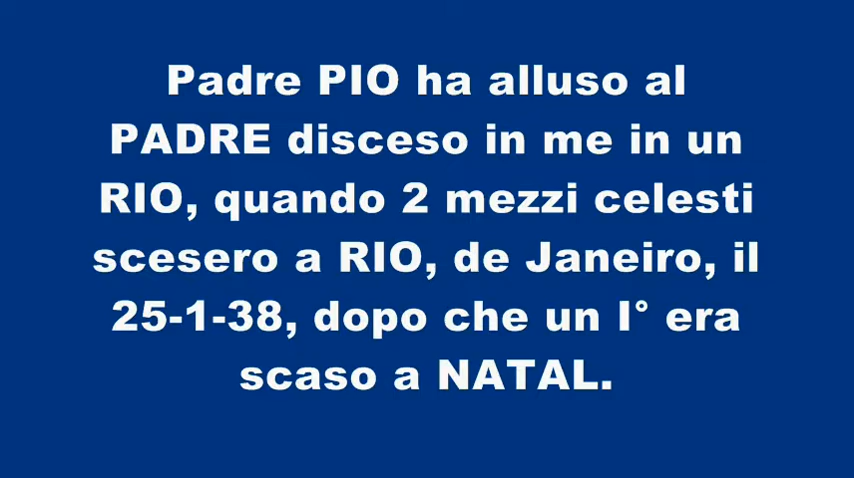 Padre PIO ha alluso al
PADRE disceso in me in un
RIO, quando 2 mezzi celesti
scesero a RIO, de Janeiro, il
25-1-38, dopo che un I° era
scaso a NATAL.